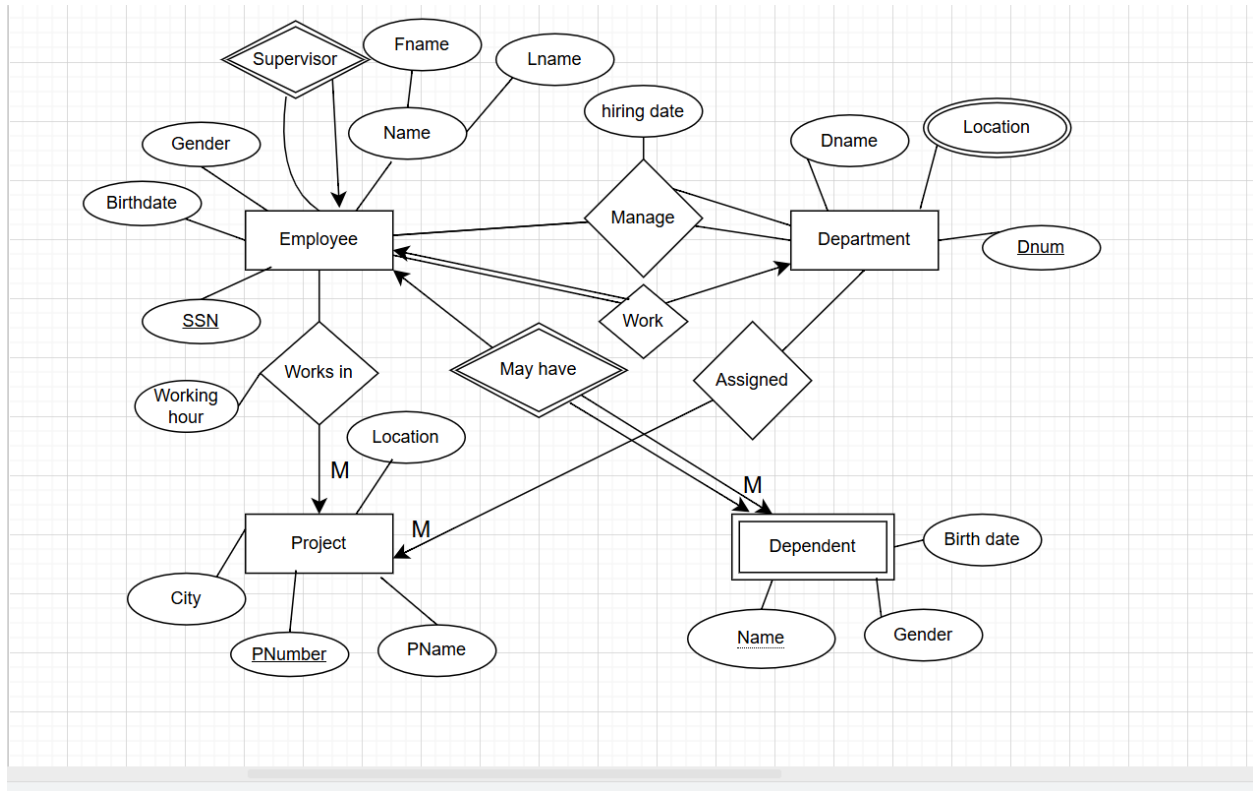 Supervisor
Fname
Lname
Name
Gender
hiring date
Dname
Location
Birthdate
Employee
Manage
Department
Dnum
SSN
Work
Works in
May have
Assigned
Working
hour
Location
M
M
M
Project
Dependent
Birth date
City
PNumber
PName
Name
Gender